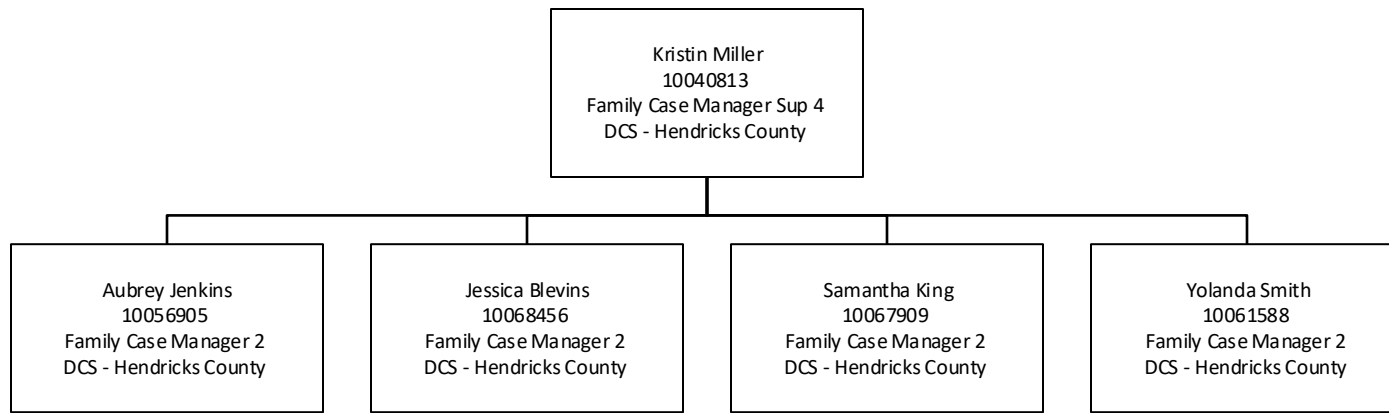 Kristin Miller
10040813
Family Case Manager Sup 4
DCS - Hendricks County
Aubrey Jenkins
10056905
Family Case Manager 2
DCS - Hendricks County
Jessica Blevins
10068456
Family Case Manager 2
DCS - Hendricks County
Samantha King
10067909
Family Case Manager 2
DCS - Hendricks County
Yolanda Smith
10061588
Family Case Manager 2
DCS - Hendricks County